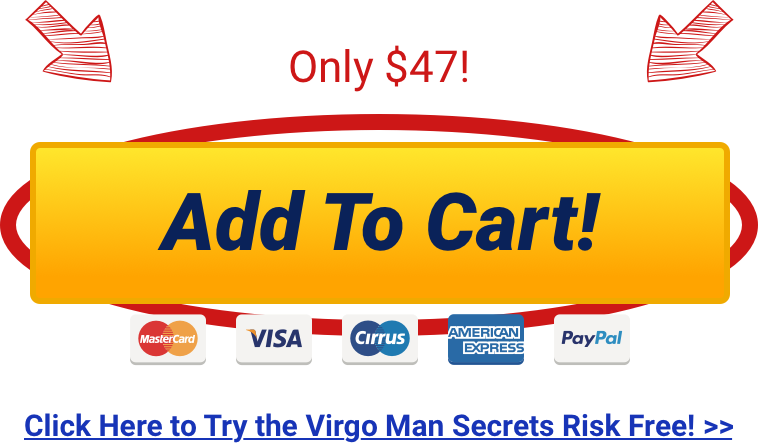 Only $47!
Add To Cart!
MasterCard VISA Cirrus AMERICAN EXPRESS PayPal
Click Here to Try the Virgo Man Secrets Risk Free! >>